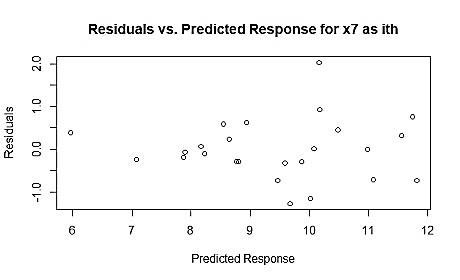 Residuals vs. Predicted Response for x7 as ith
Residuals
2.0
1.0
0.0
-1.0
6 7 8 9 10 11 12
Predicted Response